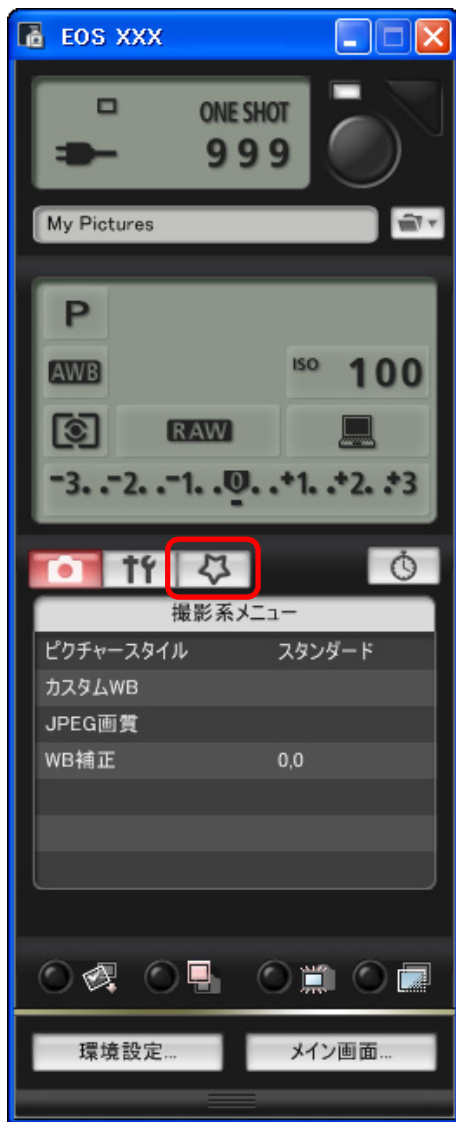 EOS XXX
ONE SHOT
999
My Pictures
P
AWB
ISO 100
RAW
-3..-2..-1..0..+1..+2..+3
撮影系メニュー
ピクチャースタイル スタンダード
カスタムWB
JPEG画質
WB補正 0,0
環境設定... メイン画面...